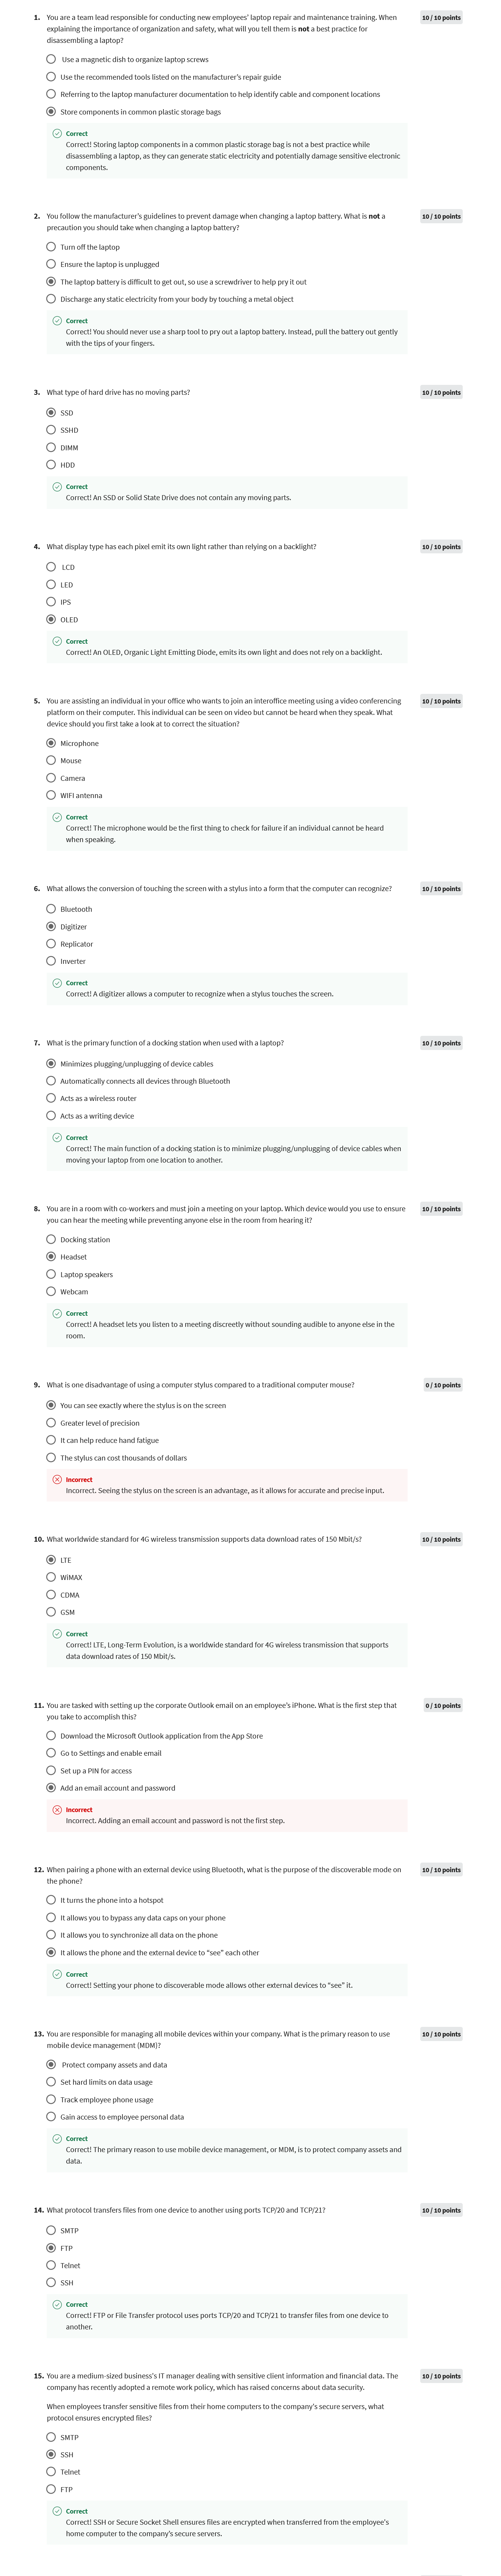 1. You are a team lead responsible for conducting new employees' laptop repair and maintenance training. When
explaining the importance of organization and safety, what will you tell them is not a best practice for
disassembling a laptop?
10 / 10 points
Use a magnetic dish to organize laptop screws
Use the recommended tools listed on the manufacturer's repair guide
Referring to the laptop manufacturer documentation to help identify cable and component locations
Store components in common plastic storage bags
Correct
Correct! Storing laptop components in a common plastic storage bag is not a best practice while
disassembling a laptop, as they can generate static electricity and potentially damage sensitive electronic
components.
2. You follow the manufacturer's guidelines to prevent damage when changing a laptop battery. What is not a
precaution you should take when changing a laptop battery?
10 / 10 points
Turn off the laptop
Ensure the laptop is unplugged
The laptop battery is difficult to get out, so use a screwdriver to help pry it out
Discharge any static electricity from your body by touching a metal object
Correct
Correct! You should never use a sharp tool to pry out a laptop battery. Instead, pull the battery out gently
with the tips of your fingers.
3. What type of hard drive has no moving parts?
10 / 10 points
SSD
SSHD
DIMM
HDD
Correct
Correct! An SSD or Solid State Drive does not contain any moving parts.
4. What display type has each pixel emit its own light rather than relying on a backlight?
10 / 10 points
LCD
LED
IPS
OLED
Correct
Correct! An OLED, Organic Light Emitting Diode, emits its own light and does not rely on a backlight.
5. You are assisting an individual in your office who wants to join an interoffice meeting using a video conferencing
platform on their computer. This individual can be seen on video but cannot be heard when they speak. What
device should you first take a look at to correct the situation?
10 / 10 points
Microphone
Mouse
Camera
WIFI antenna
Correct
Correct! The microphone would be the first thing to check for failure if an individual cannot be heard
when speaking.
6. What allows the conversion of touching the screen with a stylus into a form that the computer can recognize?
10 / 10 points
Bluetooth
Digitizer
Replicator
Inverter
Correct
Correct! A digitizer allows a computer to recognize when a stylus touches the screen.
7. What is the primary function of a docking station when used with a laptop?
10 / 10 points
Minimizes plugging/unplugging of device cables
Automatically connects all devices through Bluetooth
Acts as a wireless router
Acts as a writing device
Correct
Correct! The main function of a docking station is to minimize plugging/unplugging of device cables when
moving your laptop from one location to another.
8. You are in a room with co-workers and must join a meeting on your laptop. Which device would you use to ensure
you can hear the meeting while preventing anyone else in the room from hearing it?
10 / 10 points
Docking station
Headset
Laptop speakers
Webcam
Correct
Correct! A headset lets you listen to a meeting discreetly without sounding audible to anyone else in the
room.
9. What is one disadvantage of using a computer stylus compared to a traditional computer mouse?
0 / 10 points
You can see exactly where the stylus is on the screen
Greater level of precision
It can help reduce hand fatigue
The stylus can cost thousands of dollars
Incorrect
Incorrect. Seeing the stylus on the screen is an advantage, as it allows for accurate and precise input.
10. What worldwide standard for 4G wireless transmission supports data download rates of 150 Mbit/s?
10 / 10 points
LTE
WiMAX
CDMA
GSM
Correct
Correct! LTE, Long-Term Evolution, is a worldwide standard for 4G wireless transmission that supports
data download rates of 150 Mbit/s.
11. You are tasked with setting up the corporate Outlook email on an employee's iPhone. What is the first step that
you take to accomplish this?
0 / 10 points
Download the Microsoft Outlook application from the App Store
Go to Settings and enable email
Set up a PIN for access
Add an email account and password
Incorrect
Incorrect. Adding an email account and password is not the first step.
12. When pairing a phone with an external device using Bluetooth, what is the purpose of the discoverable mode on
the phone?
10 / 10 points
It turns the phone into a hotspot
It allows you to bypass any data caps on your phone
It allows you to synchronize all data on the phone
It allows the phone and the external device to "see" each other
Correct
Correct! Setting your phone to discoverable mode allows other external devices to "see" it.
13. You are responsible for managing all mobile devices within your company. What is the primary reason to use
mobile device management (MDM)?
10 / 10 points
Protect company assets and data
Set hard limits on data usage
Track employee phone usage
Gain access to employee personal data
Correct
Correct! The primary reason to use mobile device management, or MDM, is to protect company assets and
data.
14. What protocol transfers files from one device to another using ports TCP/20 and TCP/21?
10 / 10 points
SMTP
FTP
Telnet
SSH
Correct
Correct! FTP or File Transfer protocol uses ports TCP/20 and TCP/21 to transfer files from one device to
another.
15. You are a medium-sized business's IT manager dealing with sensitive client information and financial data. The
company has recently adopted a remote work policy, which has raised concerns about data security.
10 / 10 points
When employees transfer sensitive files from their home computers to the company's secure servers, what
protocol ensures encrypted files?
SMTP
SSH
Telnet
FTP
Correct
Correct! SSH or Secure Socket Shell ensures files are encrypted when transferred from the employee's
home computer to the company's secure servers.